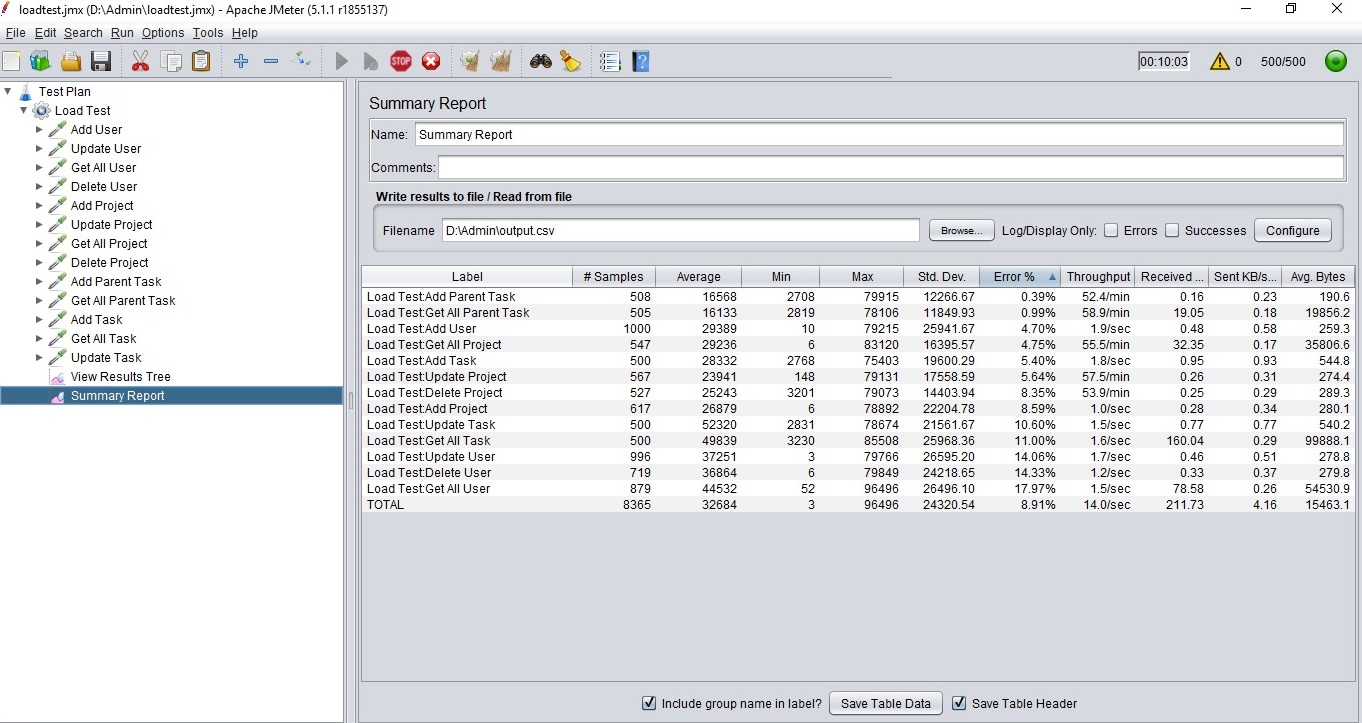 loadtest.jmx (D:\Admin\loadtest.jmx) - Apache JMeter (5.1.1 r1855137)
File Edit Search Run Options Tools Help
STOP 00:10:03 0 500/500
Test Plan
Load Test
Add User
Update User
Get All User
Delete User
Add Project
Update Project
Get All Project
Delete Project
Add Parent Task
Get All Parent Task
Add Task
Get All Task
Update Task
View Results Tree
Summary Report
Summary Report
Name: Summary Report
Comments:
Write results to file / Read from file
Filename D:\Admin\output.csv Browse... Log/Display Only: Errors Successes Configure
Label # Samples Average Min Max Std. Dev. Error % Throughput Received ... Sent KB/s... Avg. Bytes
Load Test:Add Parent Task 508 16568 2708 79915 12266.67 0.39% 52.4/min 0.16 0.23 190.6
Load Test:Get All Parent Task 505 16133 2819 78106 11849.93 0.99% 58.9/min 19.05 0.18 19856.2
Load Test:Add User 1000 29389 10 79215 25941.67 4.70% 1.9/sec 0.48 0.58 259.3
Load Test:Get All Project 547 29236 6 83120 16395.57 4.75% 55.5/min 32.35 0.17 35806.6
Load Test:Add Task 500 28332 2768 75403 19600.29 5.40% 1.8/sec 0.95 0.93 544.8
Load Test:Update Project 567 23941 148 79131 17558.59 5.64% 57.5/min 0.26 0.31 274.4
Load Test:Delete Project 527 25243 3201 79073 14403.94 8.35% 53.9/min 0.25 0.29 289.3
Load Test:Add Project 617 26879 6 78892 22204.78 8.59% 1.0/sec 0.28 0.34 280.1
Load Test:Update Task 500 52320 2831 78674 21561.67 10.60% 1.5/sec 0.77 0.77 540.2
Load Test:Get All Task 500 49839 3230 85508 25968.36 11.00% 1.6/sec 160.04 0.29 99888.1
Load Test:Update User 996 37251 3 79766 26595.20 14.06% 1.7/sec 0.46 0.51 278.8
Load Test:Delete User 719 36864 6 79849 24218.65 14.33% 1.2/sec 0.33 0.37 279.8
Load Test:Get All User 879 44532 52 96496 26496.10 17.97% 1.5/sec 78.58 0.26 54530.9
TOTAL 8365 32684 3 96496 24320.54 8.91% 14.0/sec 211.73 4.16 15463.1
Include group name in label? Save Table Data Save Table Header